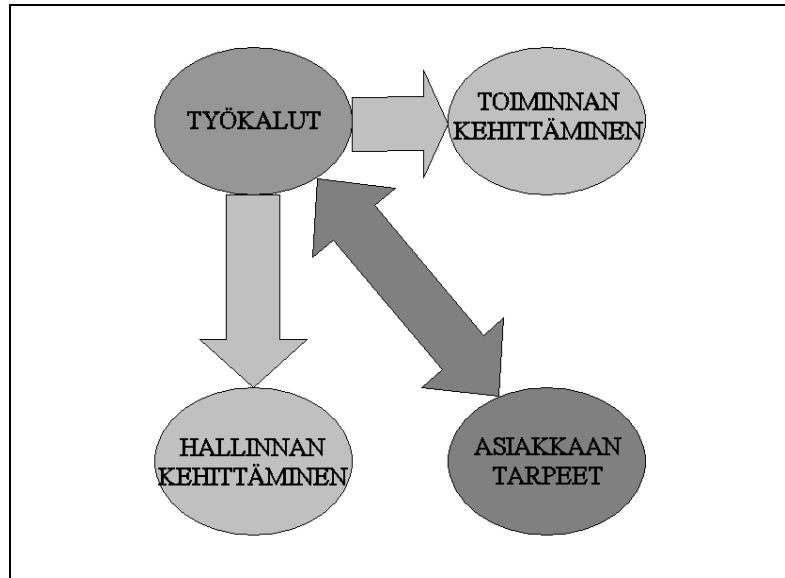 TYÖKALUT
TOIMINNAN
KEHITTÄMINEN
HALLINNAN
KEHITTÄMINEN
ASIAKKAAN
TARPEET